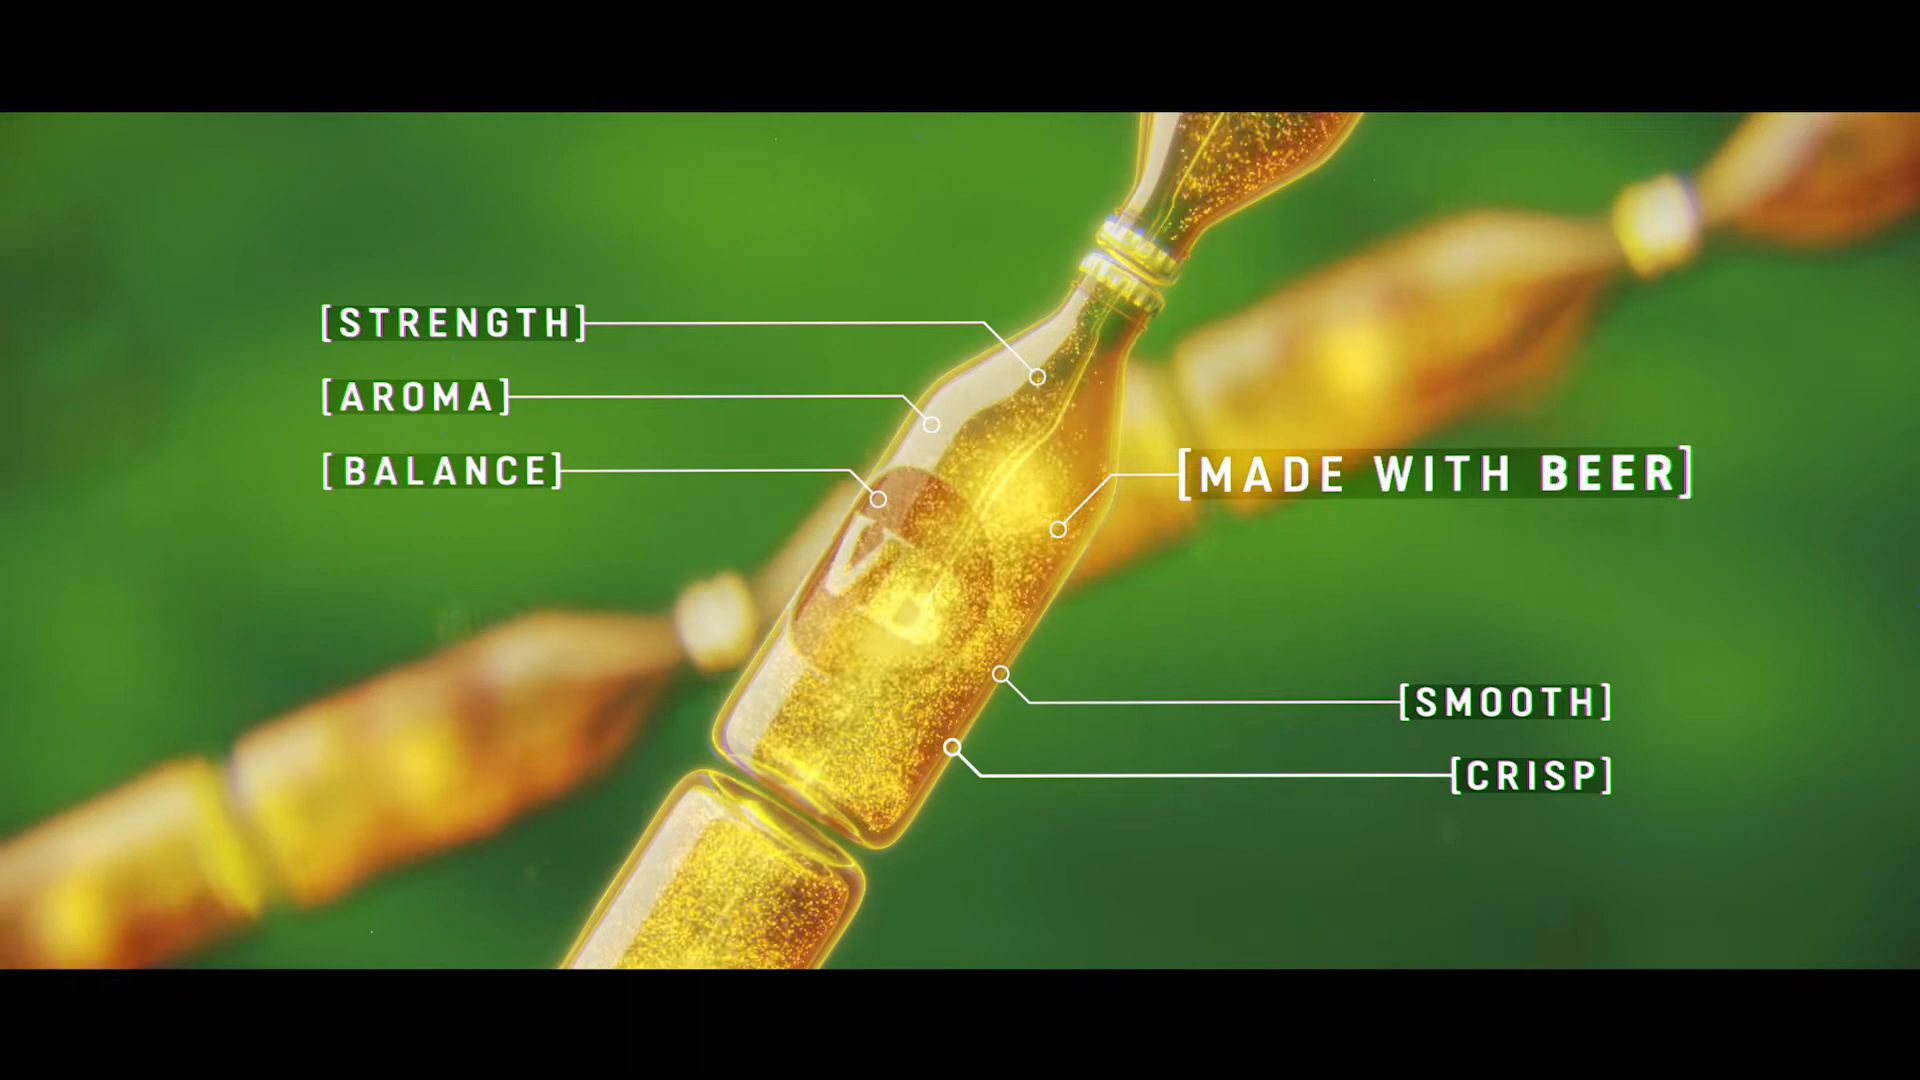 [STRENGTH]
[AROMA]
[BALANCE]
[MADE WITH BEER]
[SMOOTH]
[CRISP]